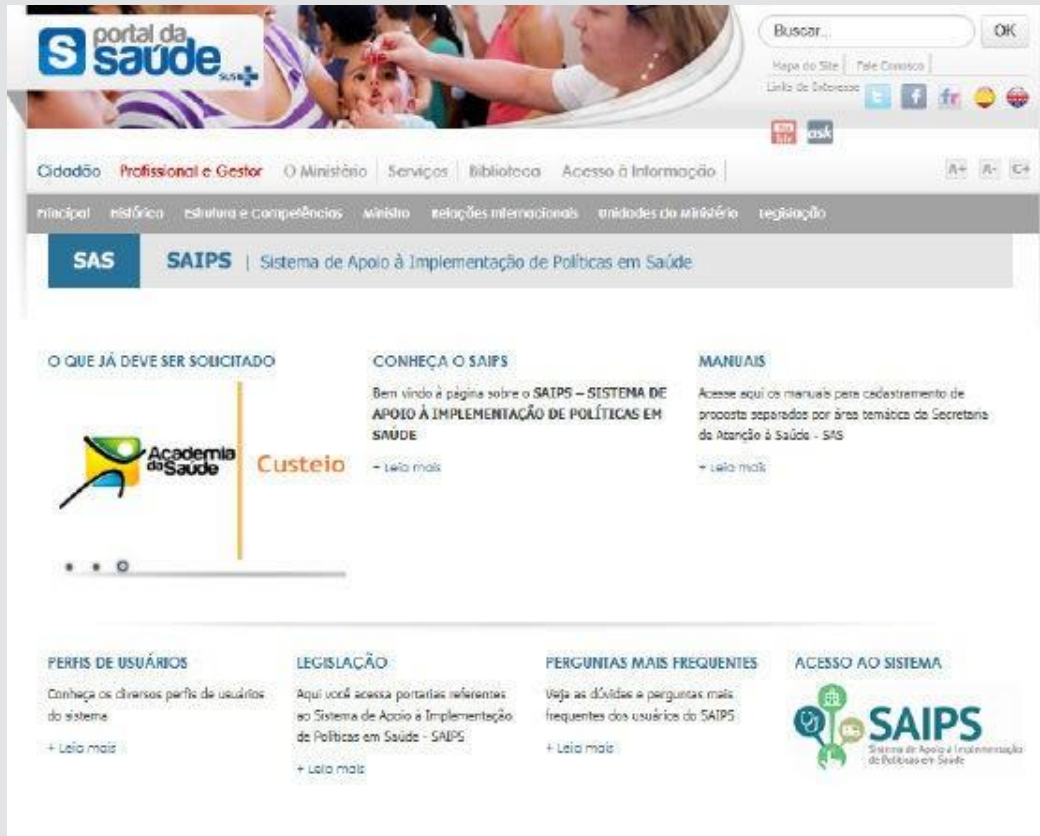 portal da
saúde
SUS
Buscar...
OK
Mapa do Site
Fale Conosco
Links de Interesse
You
Tube
ask
Cidadão
Profissional e Gestor
O Ministério
Serviços
Biblioteca
Acesso à Informação
A+
A-
C+
Principal
Histórico
Estrutura e Competências
Ministro
Relações Internacionais
Unidades do Ministério
Legislação
SAS
SAIPS | Sistema de Apoio à Implementação de Políticas em Saúde
O QUE JÁ DEVE SER SOLICITADO
Academia
da Saúde
Custeio
CONHEÇA O SAIPS
Bem vindo à página sobre o SAIPS – SISTEMA DE
APOIO À IMPLEMENTAÇÃO DE POLÍTICAS EM
SAÚDE
+ Leia mais
MANUAIS
Acesse aqui os manuais para cadastramento de
proposta separados por área temática da Secretaria
de Atenção à Saúde - SAS
+ Leia mais
PERFIS DE USUÁRIOS
Conheça os diversos perfis de usuários
do sistema
+ Leia mais
LEGISLAÇÃO
Aqui você acessa portarias referentes
ao Sistema de Apoio à Implementação
de Políticas em Saúde - SAIPS
+ Leia mais
PERGUNTAS MAIS FREQUENTES
Veja as dúvidas e perguntas mais
frequentes dos usuários do SAIPS
+ Leia mais
ACESSO AO SISTEMA
SAIPS
Sistema de Apoio à Implementação
de Políticas em Saúde